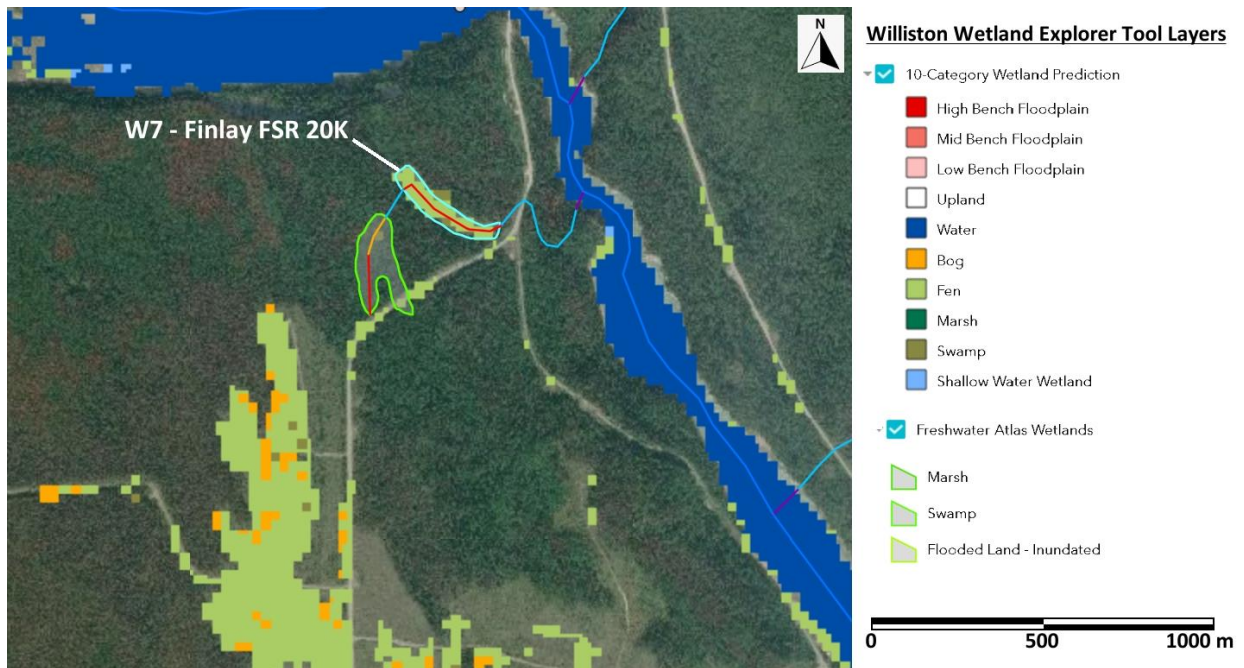 N
W7 - Finlay FSR 20K
Williston Wetland Explorer Tool Layers
10-Category Wetland Prediction
High Bench Floodplain
Mid Bench Floodplain
Low Bench Floodplain
Upland
Water
Bog
Fen
Marsh
Swamp
Shallow Water Wetland
Freshwater Atlas Wetlands
Marsh
Swamp
Flooded Land - Inundated
0 500 1000 m